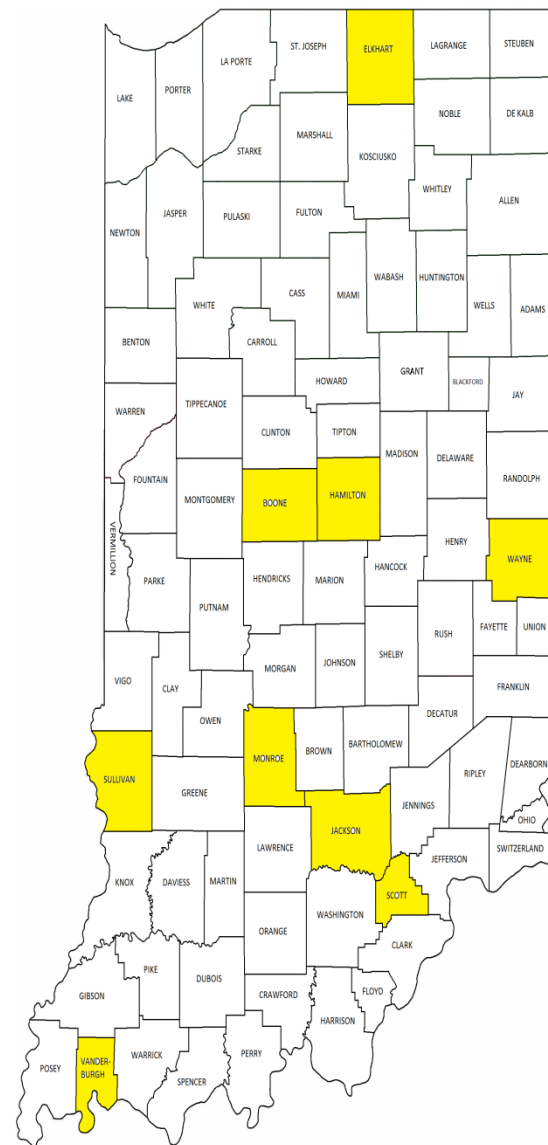 ST. JOSEPH
ELKHART
LAGRANGE
STEUBEN
LA PORTE
LAKE
PORTER
NOBLE
DE KALB
MARSHALL
STARKE
KOSCIUSKO
WHITLEY
ALLEN
JASPER
PULASKI
FULTON
NEWTON
WABASH
HUNTINGTON
WHITE
CASS
MIAMI
WELLS
ADAMS
BENTON
CARROLL
GRANT
HOWARD
BLACKFORD
JAY
WARREN
TIPPECANOE
CLINTON
TIPTON
MADISON
DELAWARE
FOUNTAIN
RANDOLPH
MONTGOMERY
BOONE
HAMILTON
VERMILLION
HENRY
WAYNE
PARKE
HENDRICKS
MARION
HANCOCK
PUTNAM
RUSH
FAYETTE
UNION
SHELBY
MORGAN
JOHNSON
VIGO
CLAY
FRANKLIN
OWEN
DECATUR
BROWN
BARTHOLOMEW
MONROE
RIPLEY
DEARBORN
SULLIVAN
GREENE
JENNINGS
OHIO
JACKSON
LAWRENCE
SWITZERLAND
JEFFERSON
KNOX
DAVIESS
MARTIN
SCOTT
WASHINGTON
ORANGE
CLARK
PIKE
DUBOIS
CRAWFORD
FLOYD
GIBSON
HARRISON
POSEY
VANDER-
BURGH
WARRICK
PERRY
SPENCER